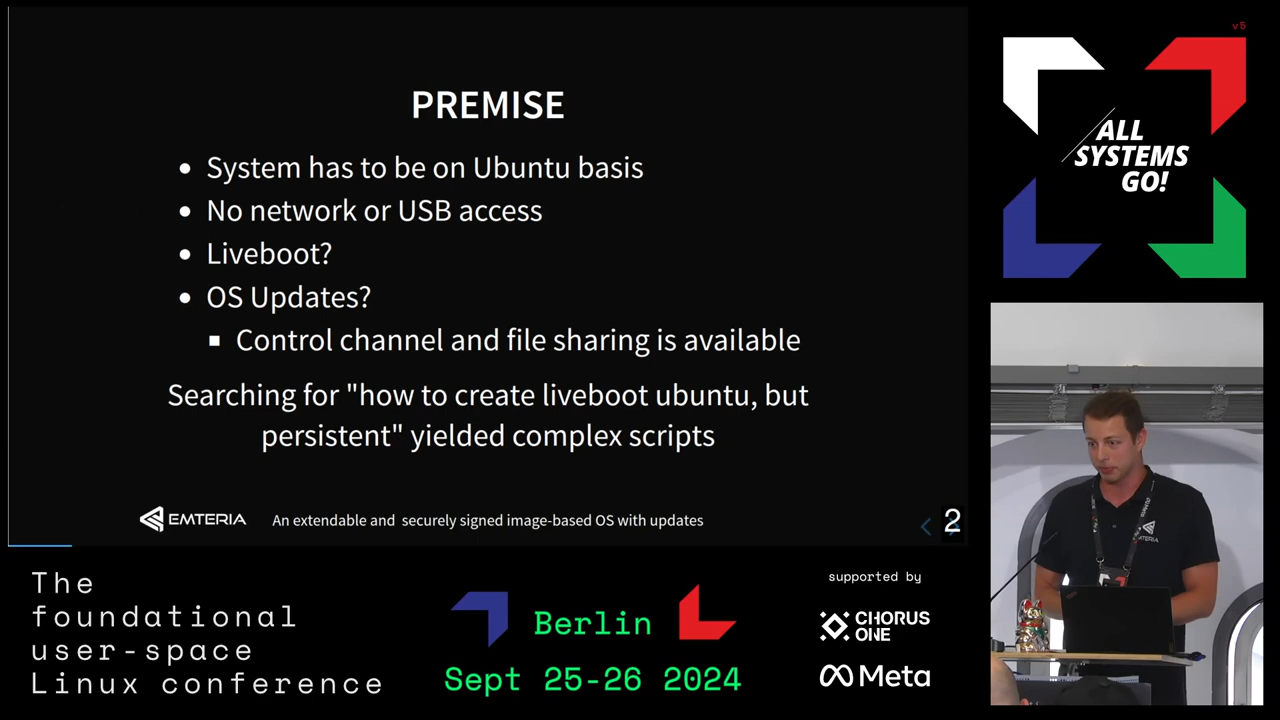 PREMISE
System has to be on Ubuntu basis
No network or USB access
Liveboot?
OS Updates?
Control channel and file sharing is available
Searching for "how to create liveboot ubuntu, but
persistent" yielded complex scripts
EMTERIA
An extendable and securely signed image-based OS with updates
2
v5
ALL
SYSTEMS
GO!
EMTERIA
The
foundational
user-space
Linux conference
Berlin
Sept 25-26 2024
supported by
CHORUS
ONE
Meta